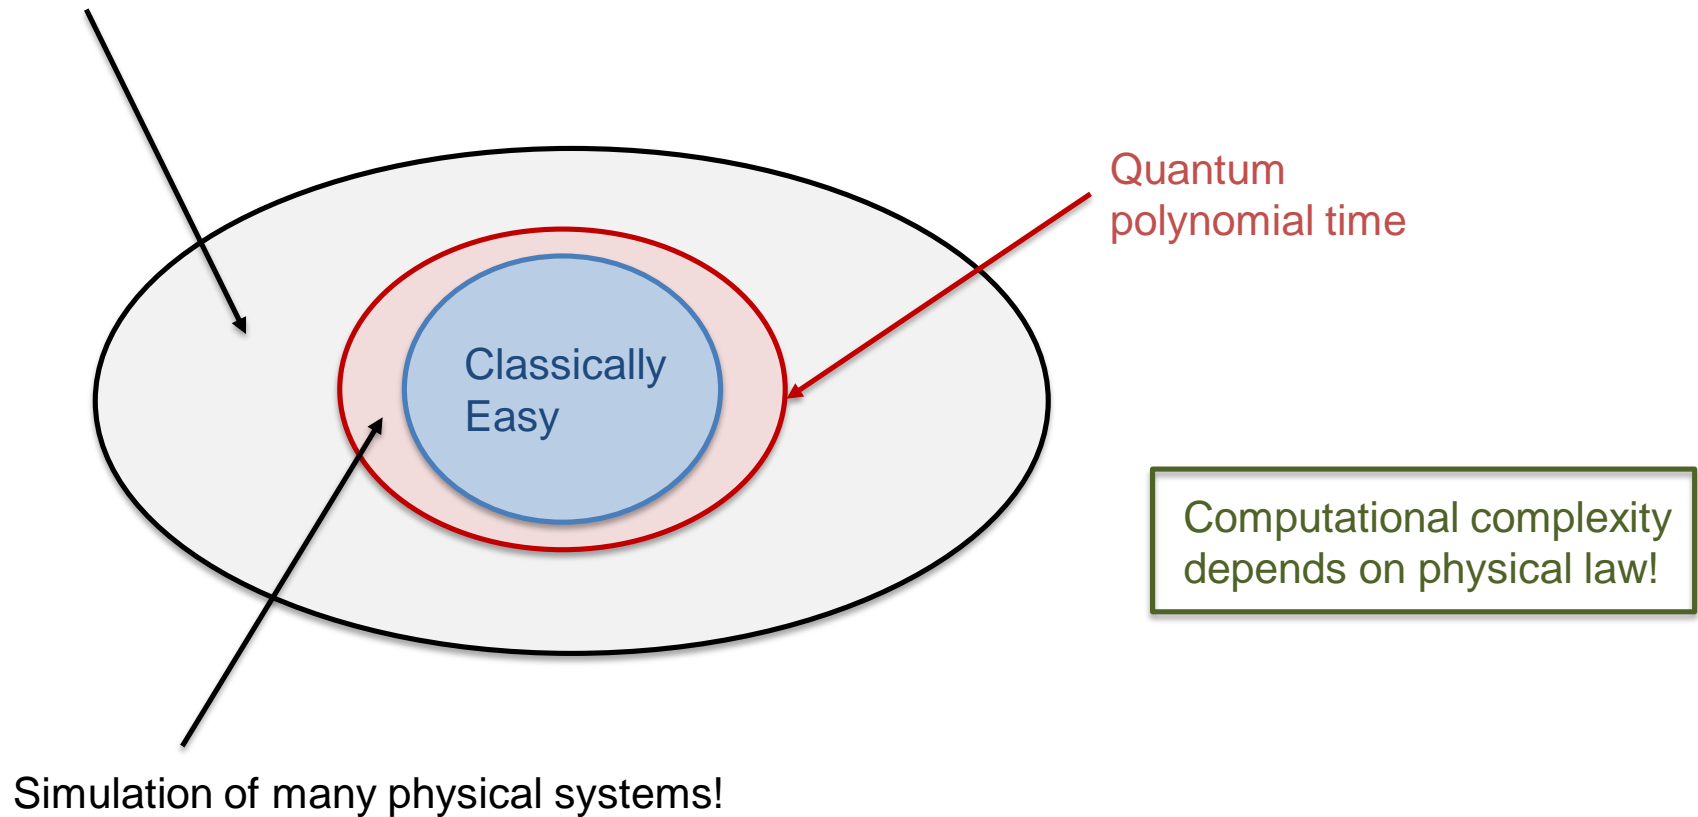 Quantum
polynomial time
Classically
Easy
Computational complexity
depends on physical law!
Simulation of many physical systems!